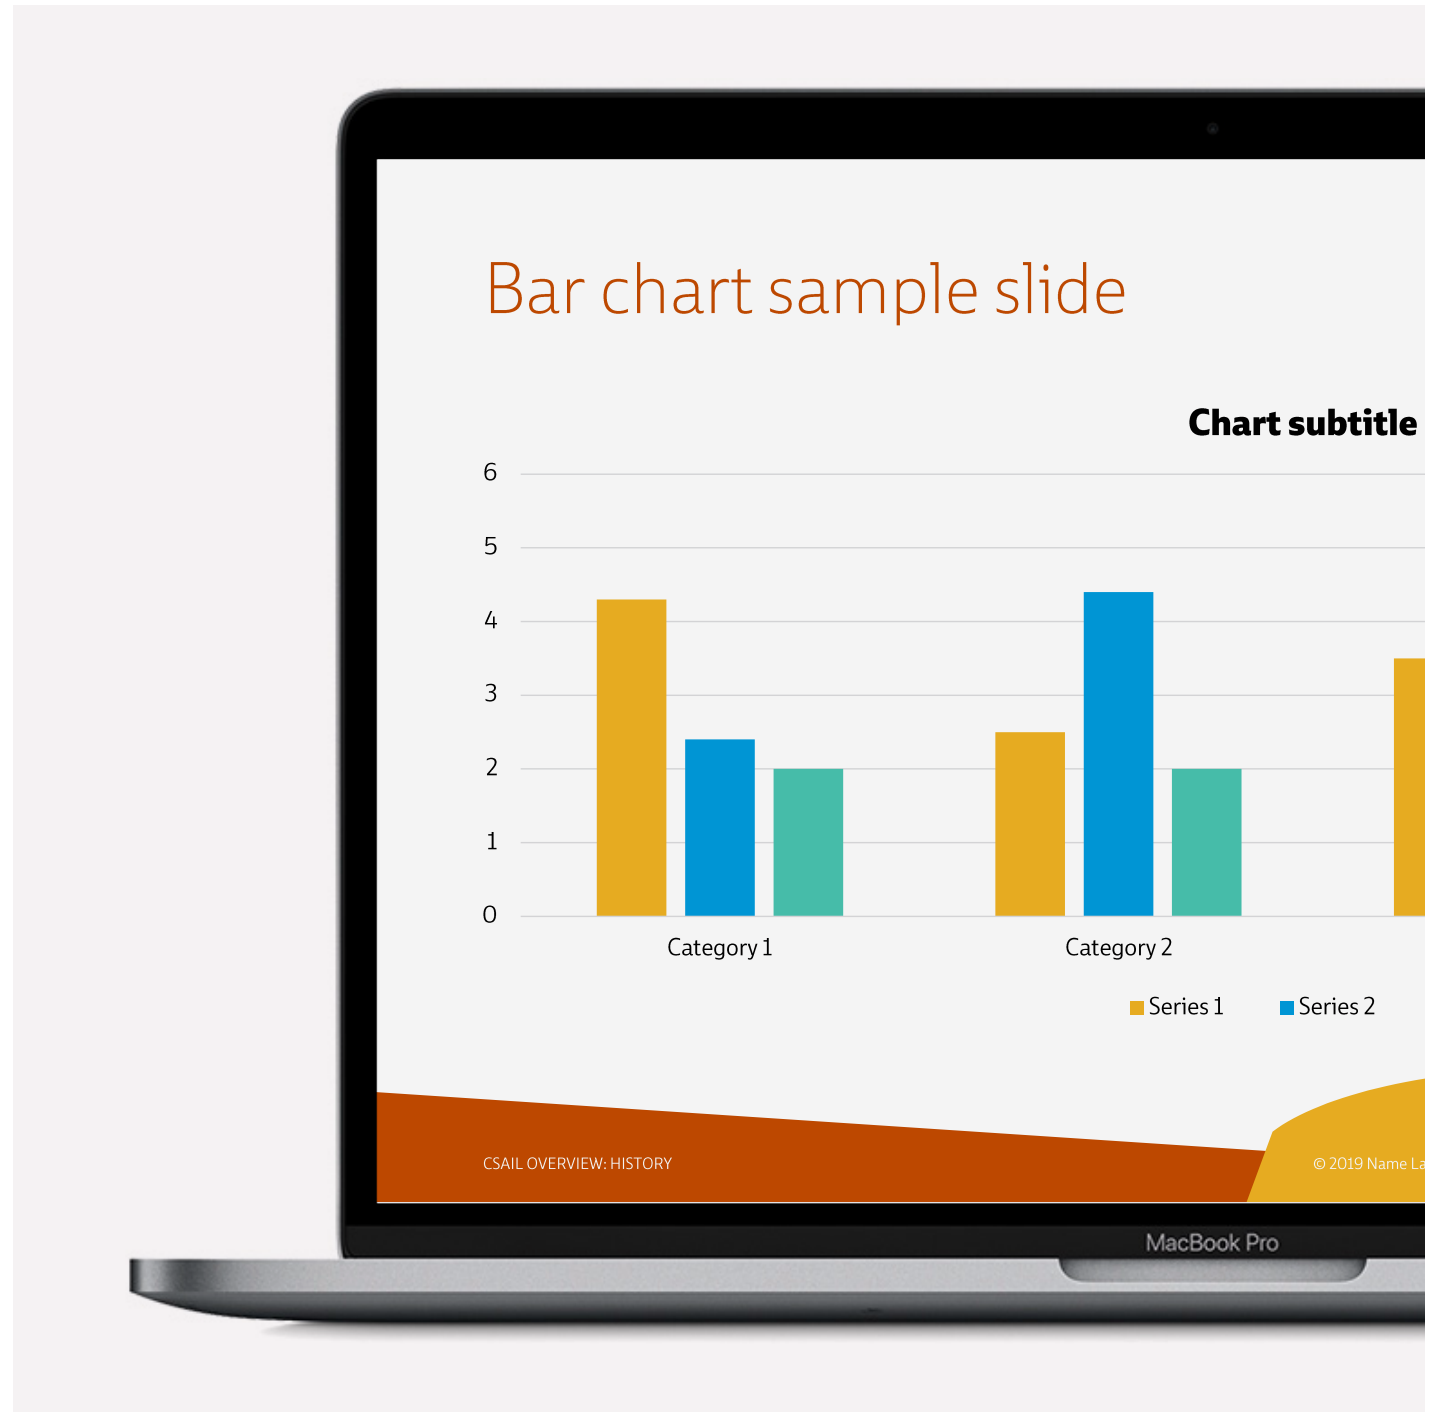 Bar chart sample slide
Chart subtitle
6
5
4
3
2
1
0
Category 1
Category 2
Series 1
Series 2
CSAIL OVERVIEW: HISTORY
© 2019 Name
MacBook Pro